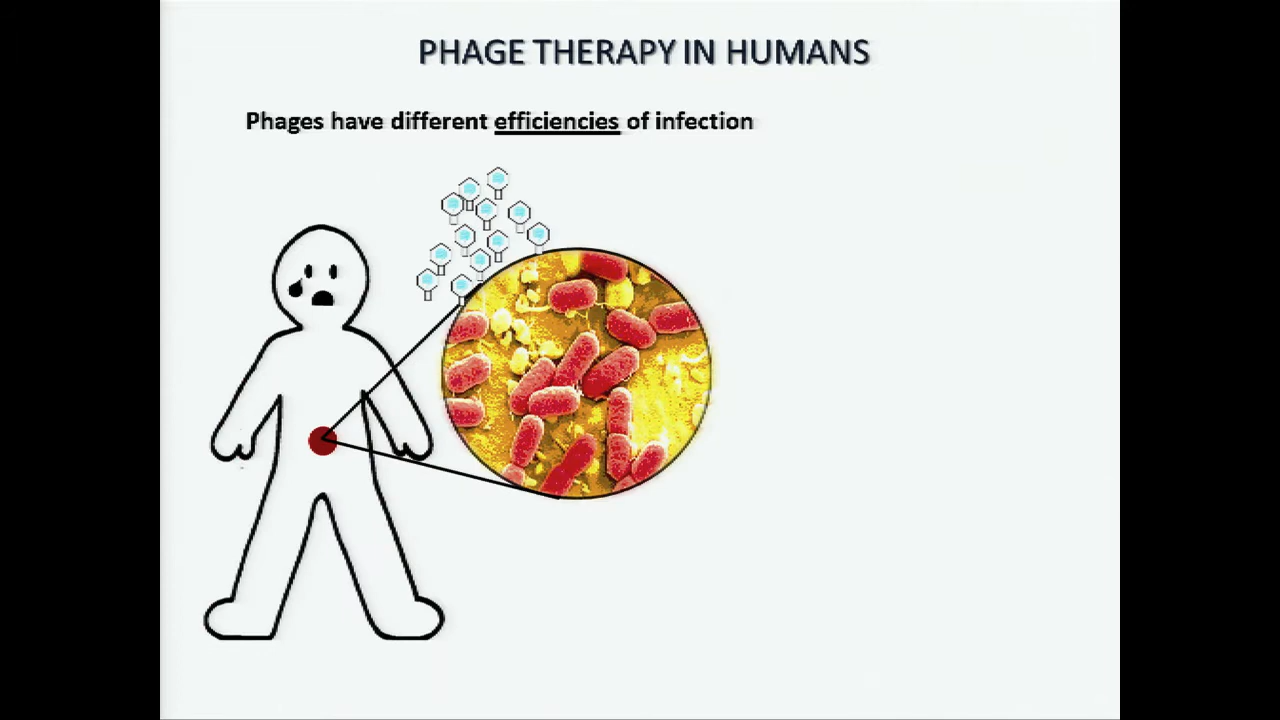 PHAGE THERAPY IN HUMANS
Phages have different efficiencies of infection